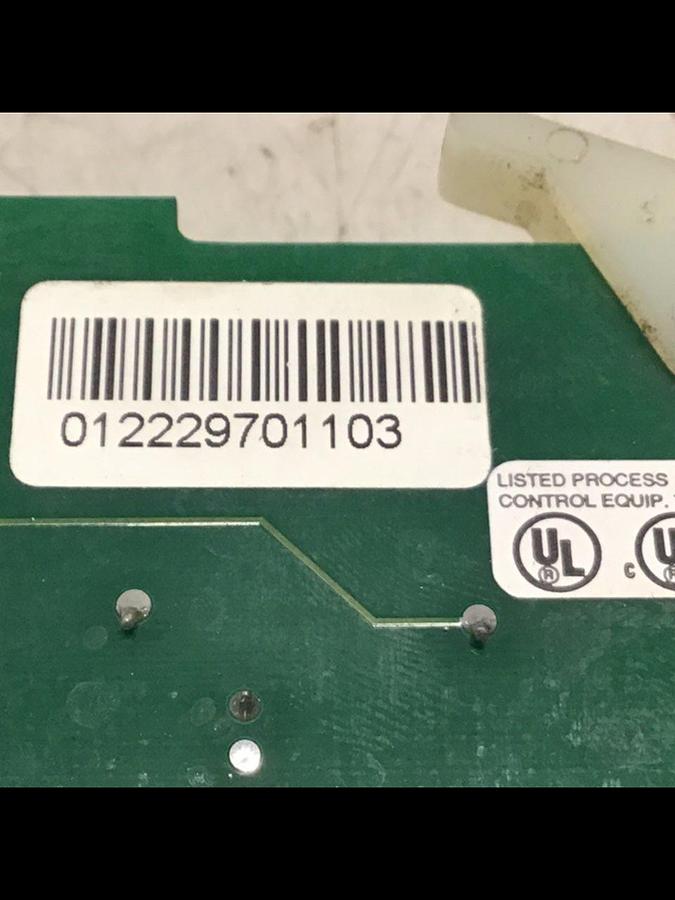 012229701103
LISTED PROCESS
CONTROL EQUIP.
UL
®
C